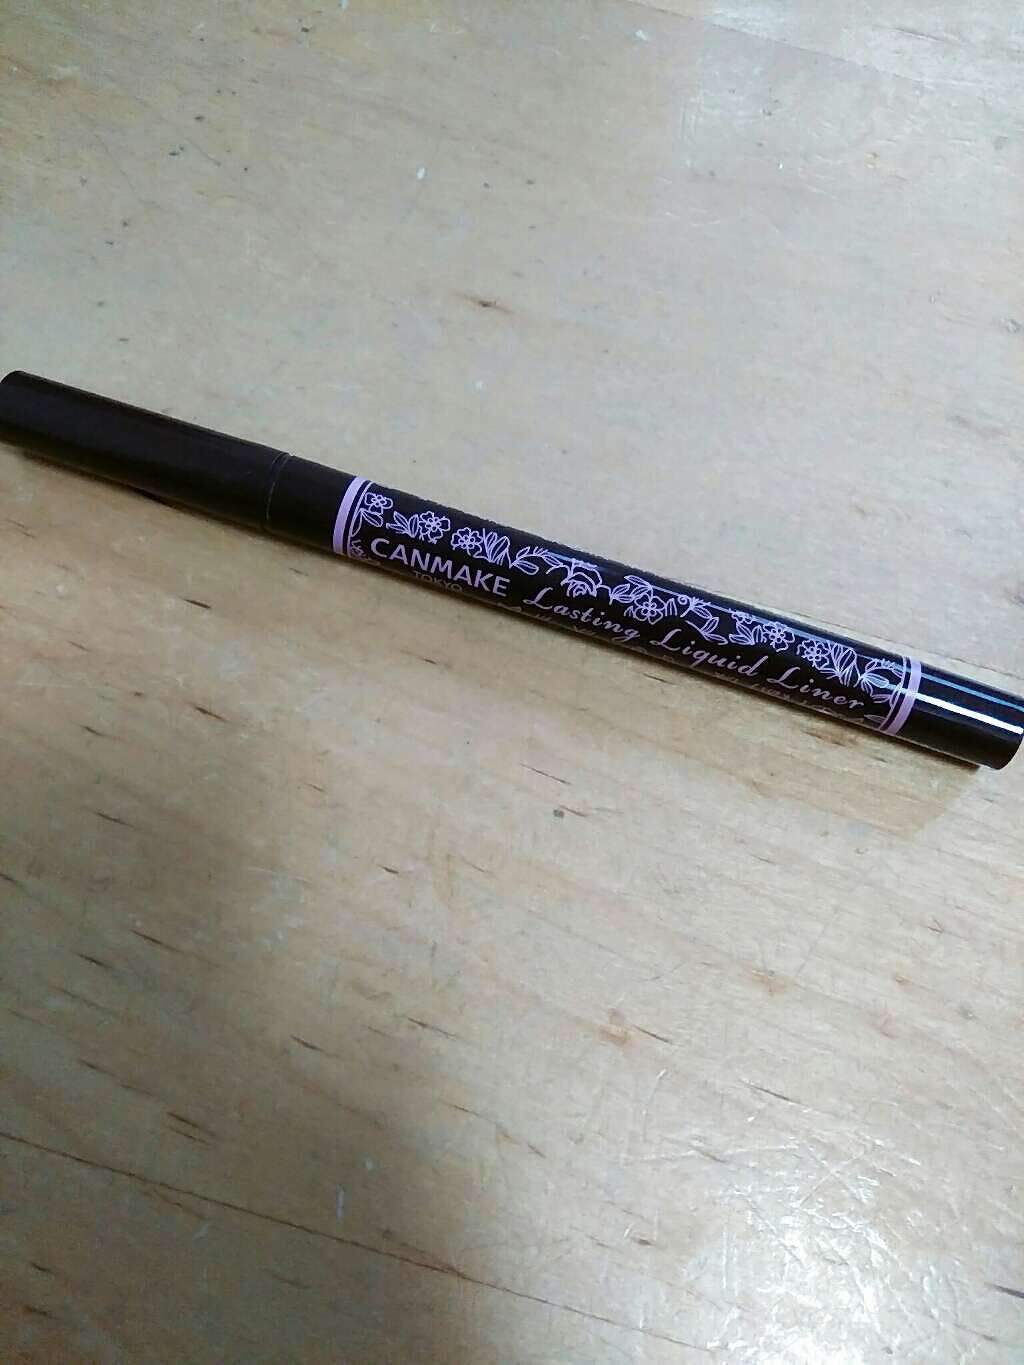 CANMAKE
TOKYO
Lasting Liquid Liner